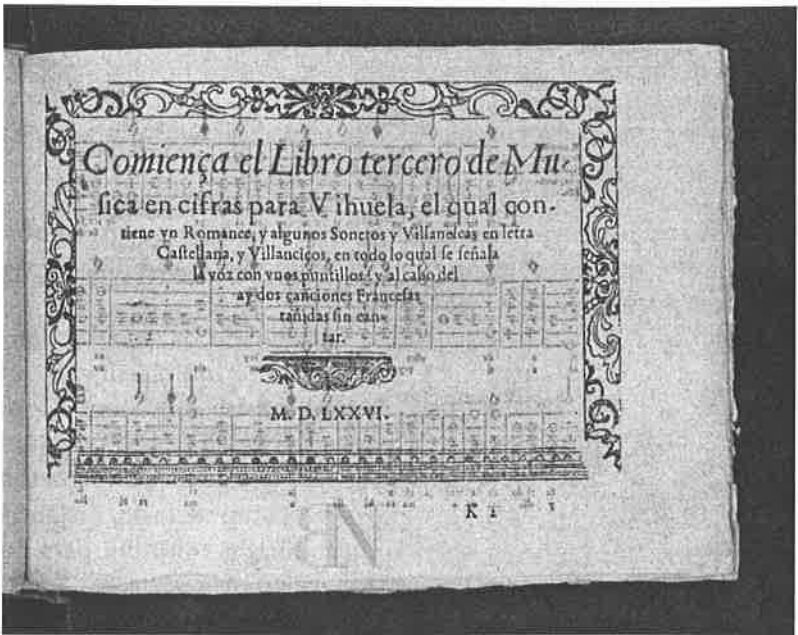 Comiença el Libro tercero de Mu-
sica en cifras para Vihuela, el qual con-
tiene vn Romance, y algunos Sonetos y Villanescas en letra
Castellana, y Villancicos, en todo lo qual se señala
la voz con vnos puntillos: y al cabo del
ay dos canciones Francesas
tañidas sin can-
tar.
M. D. LXXVI.
K